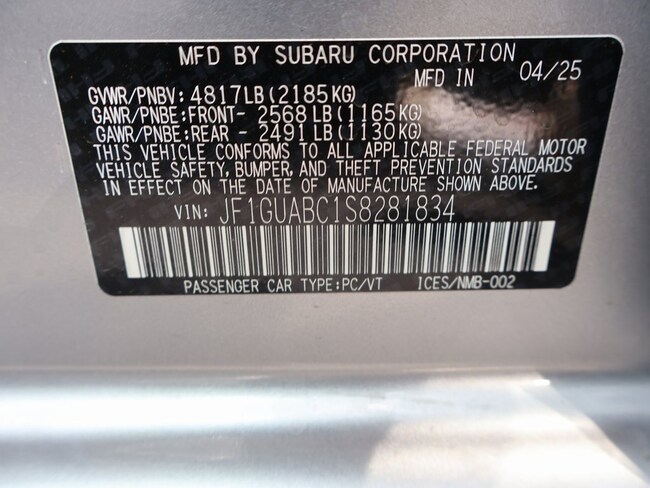 MFD BY SUBARU CORPORATION
MFD IN 04/25
GVWR/PNBV: 4817LB(2185KG)
GAWR/PNBE:FRONT- 2568LB(1165KG)
GAWR/PNBE:REAR - 2491LB(1130KG)
THIS VEHICLE CONFORMS TO ALL APPLICABLE FEDERAL MOTOR
VEHICLE SAFETY, BUMPER, AND THEFT PREVENTION STANDARDS
IN EFFECT ON THE DATE OF MANUFACTURE SHOWN ABOVE.
VIN: JF1GUABC1S8281834
PASSENGER CAR TYPE:PC/VT ICES/NMB-002